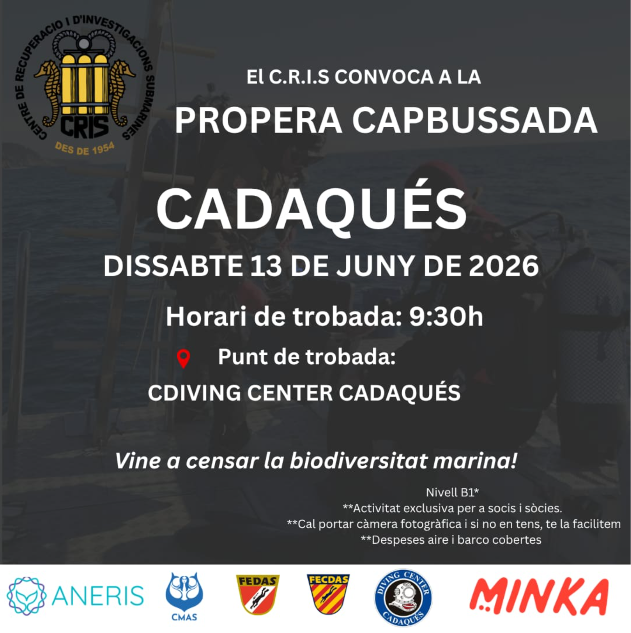 CENTRE DE RECUPERACIO I D'INVESTIGACIONS SUBMARINES
CRIS
DES DE 1954
El C.R.I.S CONVOCA A LA
PROPERA CAPBUSSADA
CADAQUÉS
DISSABTE 13 DE JUNY DE 2026
Horari de trobada: 9:30h
Punt de trobada:
CDIVING CENTER CADAQUÉS
Vine a censar la biodiversitat marina!
Nivell B1*
**Activitat exclusiva per a socis i sòcies.
**Cal portar càmera fotogràfica i si no en tens, te la facilitem
**Despeses aire i barco cobertes
ANERIS
CMAS
FEDAS
FECDAS
DIVING CENTER
CADAQUÉS
MINKA